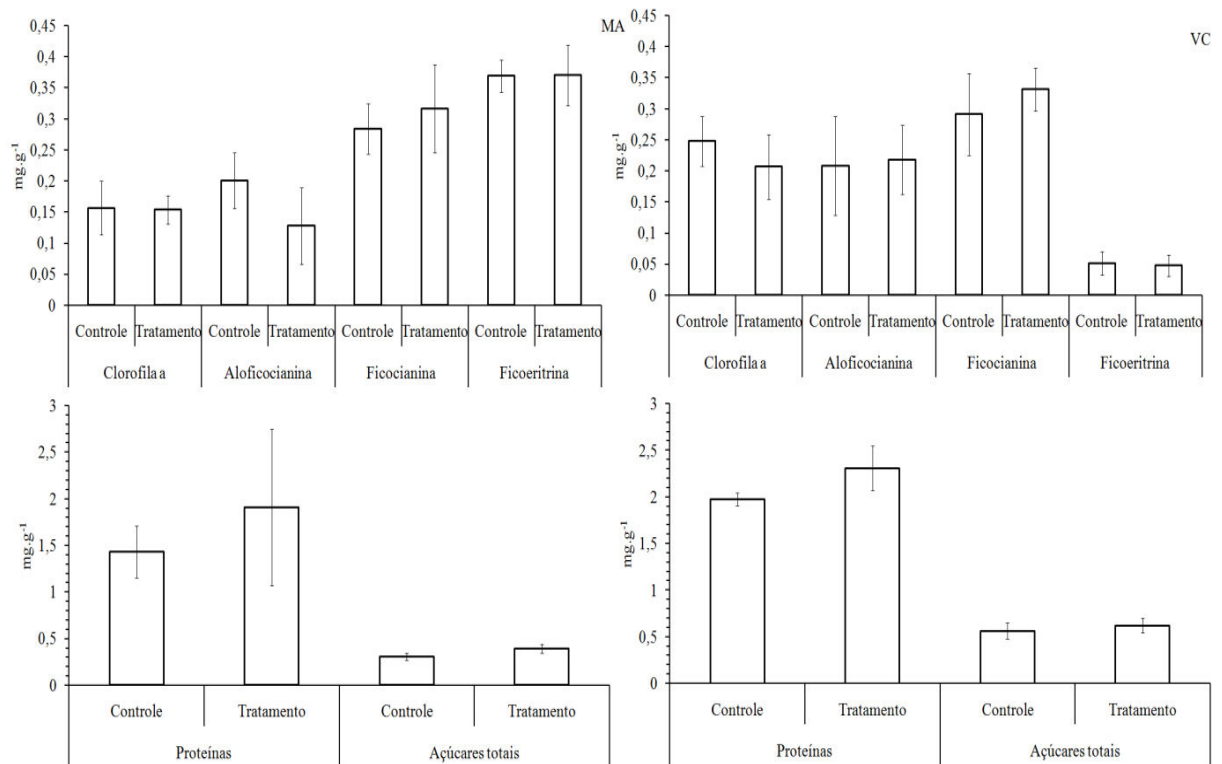 MA
0,45
0,4
0,35
0,3
0,25
0,2
0,15
0,1
0,05
0
mg.g⁻¹
Controle Tratamento Controle Tratamento Controle Tratamento Controle Tratamento
Clorofila a Aloficocianina Ficocianina Ficoeritrina
VC
0,45
0,4
0,35
0,3
0,25
0,2
0,15
0,1
0,05
0
mg.g⁻¹
Controle Tratamento Controle Tratamento Controle Tratamento Controle Tratamento
Clorofila a Aloficocianina Ficocianina Ficoeritrina
3
2,5
2
1,5
1
0,5
0
mg.g⁻¹
Controle Tratamento Controle Tratamento
Proteínas Açúcares totais
3
2,5
2
1,5
1
0,5
0
mg.g⁻¹
Controle Tratamento Controle Tratamento
Proteínas Açúcares totais